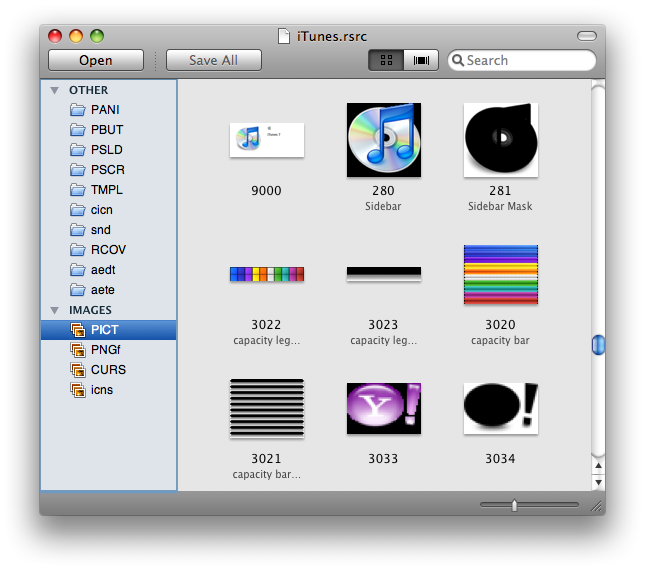 iTunes.rsrc
Open
Save All
Search
OTHER
PANI
PBUT
PSLD
PSCR
TMPL
cicn
snd
RCOV
aedt
aete
IMAGES
PICT
PNGf
CURS
icns
9000
280
Sidebar
281
Sidebar Mask
3022
capacity leg...
3023
capacity leg...
3020
capacity bar
3021
capacity bar...
Y!
3033
3034